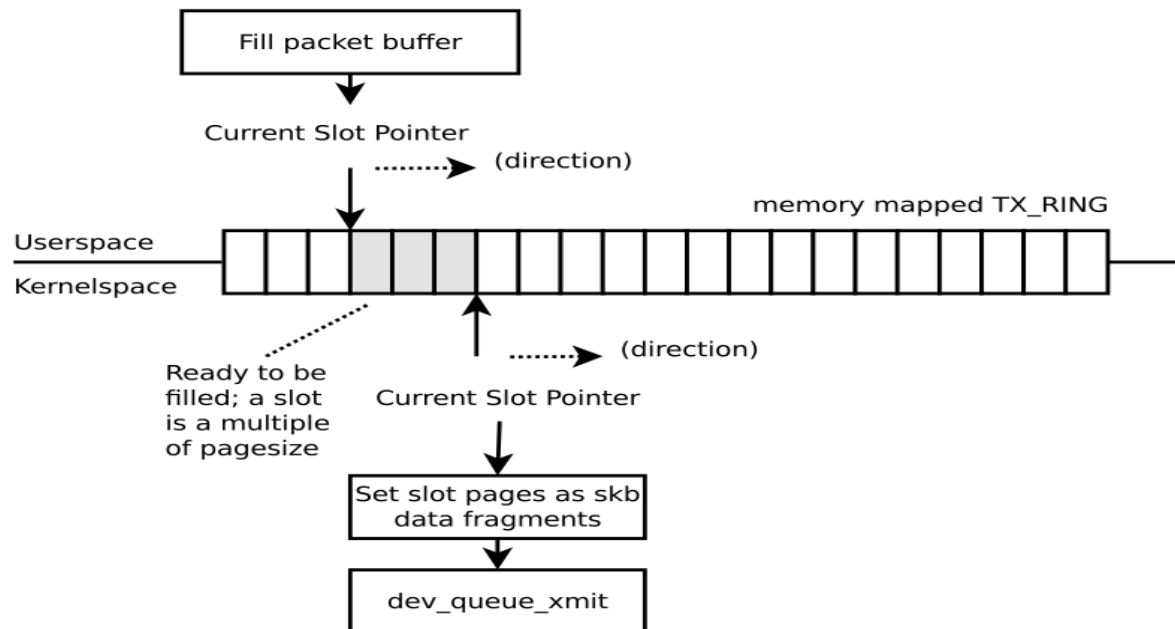 Fill packet buffer
Current Slot Pointer
(direction)
memory mapped TX_RING
Userspace
Kernelspace
(direction)
Ready to be
filled; a slot
is a multiple
of pagesize
Current Slot Pointer
Set slot pages as skb
data fragments
dev_queue_xmit